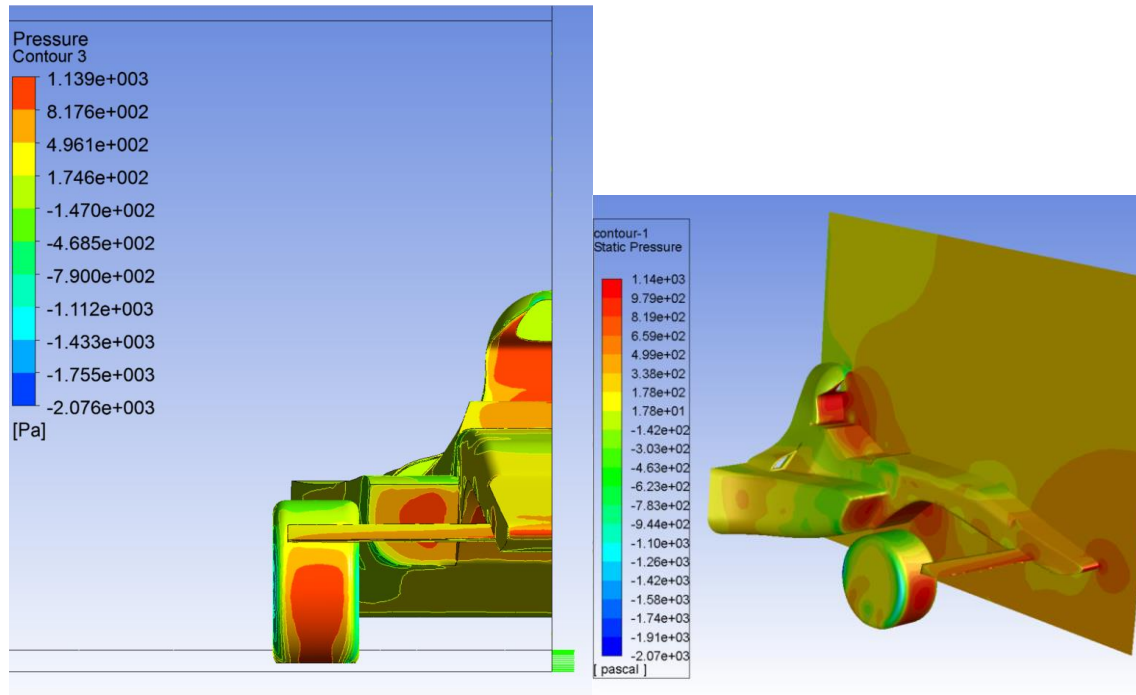 Pressure
Contour 3
1.139e+003
8.176e+002
4.961e+002
1.746e+002
-1.470e+002
-4.685e+002
-7.900e+002
-1.112e+003
-1.433e+003
-1.755e+003
-2.076e+003
[Pa]
contour-1
Static Pressure
1.14e+03
9.79e+02
8.19e+02
6.59e+02
4.99e+02
3.38e+02
1.78e+02
1.78e+01
-1.42e+02
-3.03e+02
-4.63e+02
-6.23e+02
-7.83e+02
-9.44e+02
-1.10e+03
-1.26e+03
-1.42e+03
-1.58e+03
-1.74e+03
-1.91e+03
-2.07e+03
[ pascal ]